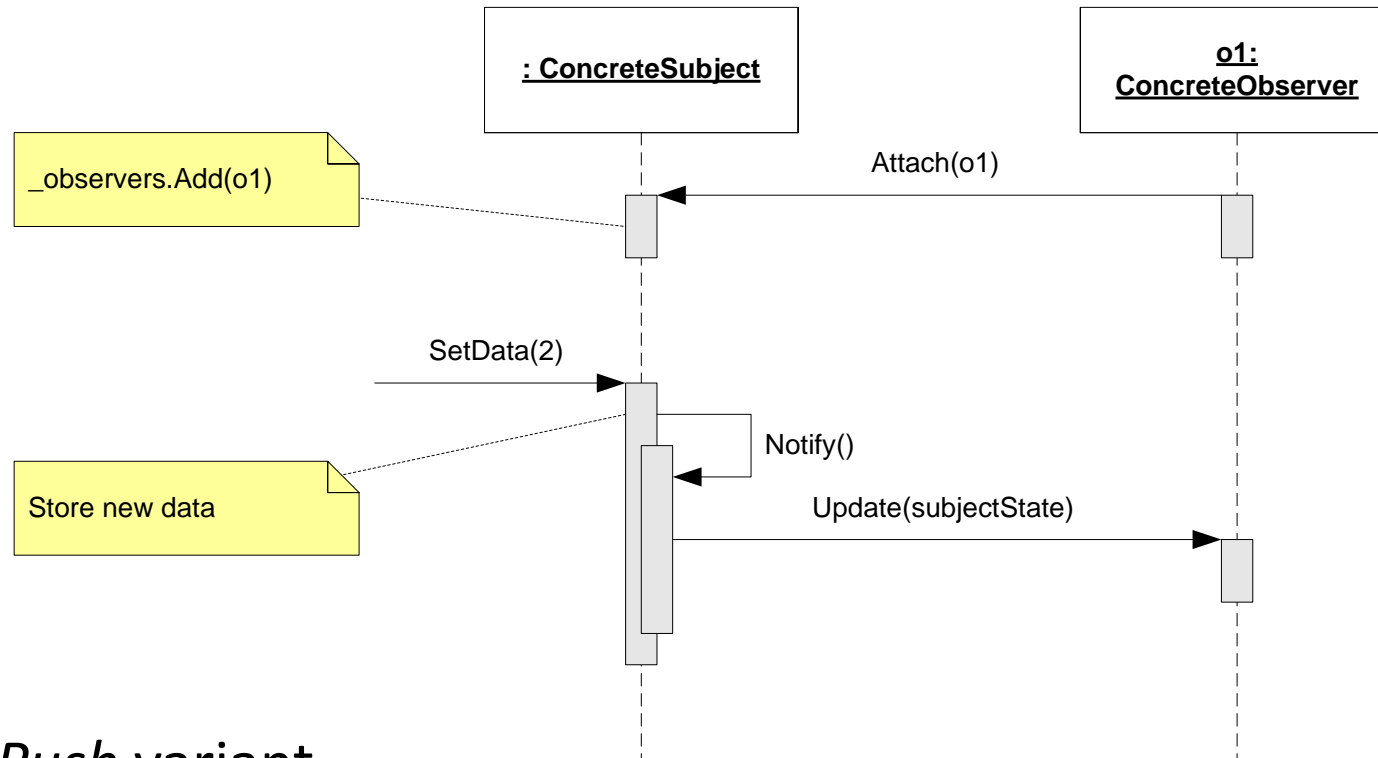 : ConcreteSubject
o1:
ConcreteObserver
_observers.Add(o1)
Attach(o1)
SetData(2)
Notify()
Store new data
Update(subjectState)
Push variant